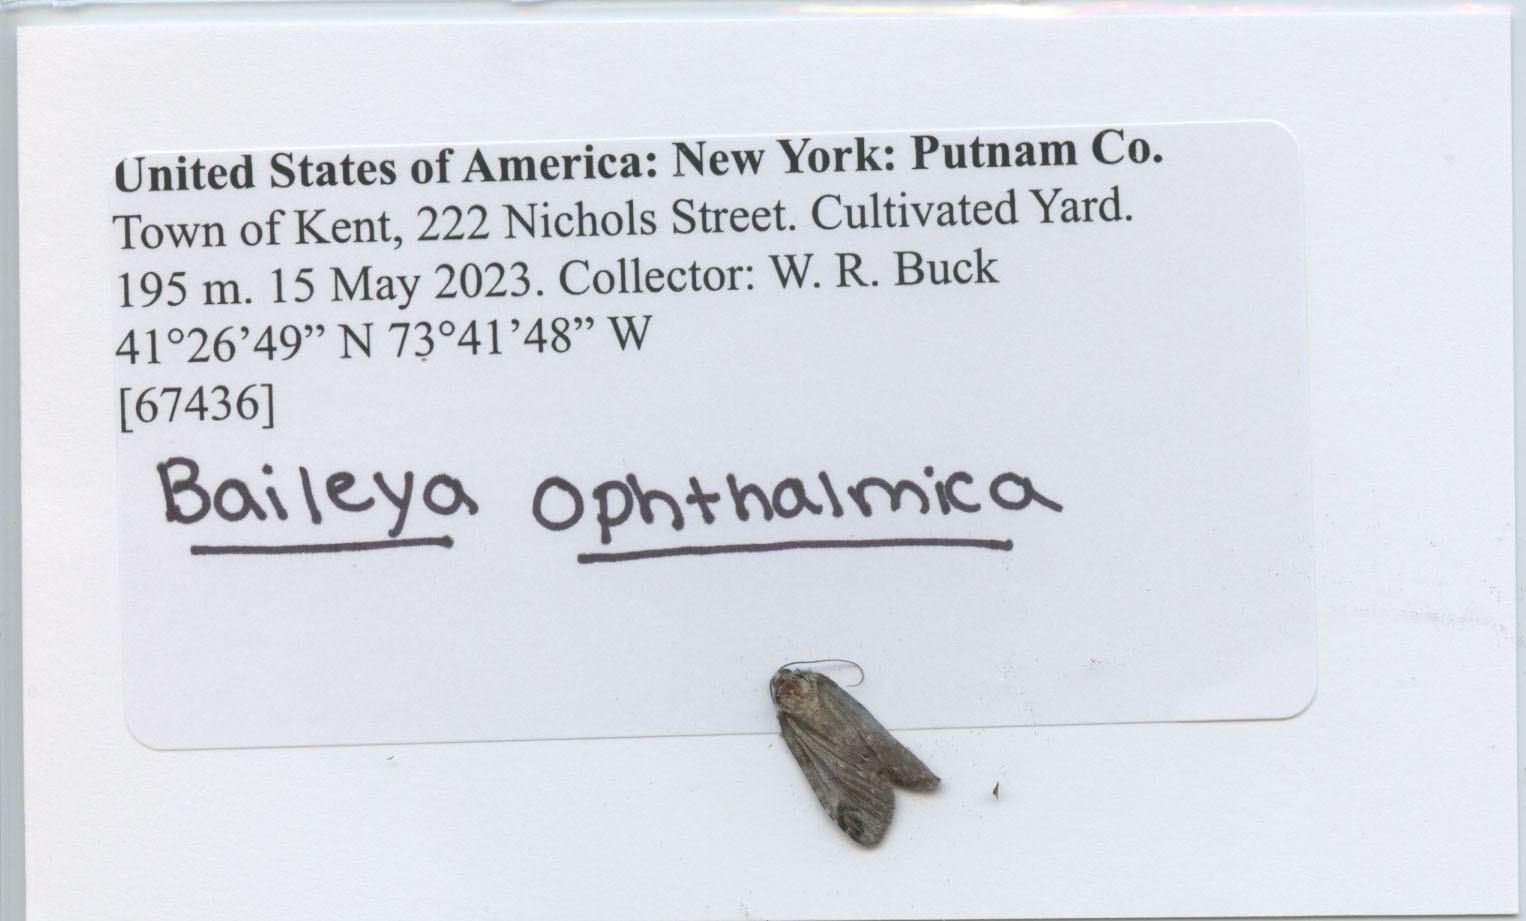 United States of America: New York: Putnam Co.
Town of Kent, 222 Nichols Street. Cultivated Yard.
195 m. 15 May 2023. Collector: W. R. Buck
41°26’49” N 73°41’48” W
[67436]
Baileya ophthalmica